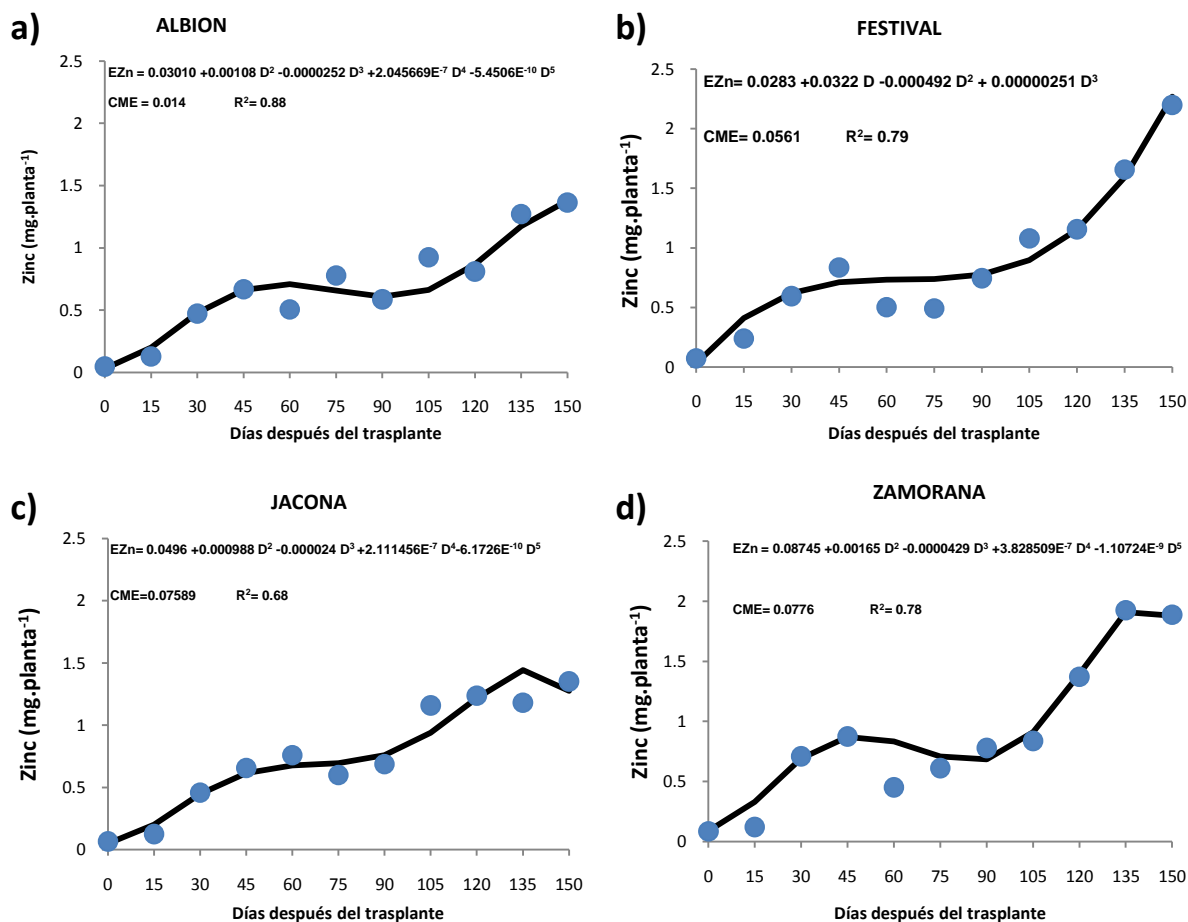 a)
ALBION
EZn = 0.03010 +0.00108 D² -0.0000252 D³ +2.045669E⁻⁷ D⁴ -5.4506E⁻¹⁰ D⁵
CME = 0.014 R²= 0.88
Zinc (mg.planta⁻¹)
2.5
2
1.5
1
0.5
0
0 15 30 45 60 75 90 105 120 135 150
Días después del trasplante
b)
FESTIVAL
EZn= 0.0283 +0.0322 D -0.000492 D² + 0.00000251 D³
CME= 0.0561 R²= 0.79
Zinc (mg.planta⁻¹)
2.5
2
1.5
1
0.5
0
0 15 30 45 60 75 90 105 120 135 150
Días después del trasplante
c)
JACONA
EZn= 0.0496 +0.000988 D² -0.000024 D³ +2.111456E⁻⁷ D⁴-6.1726E⁻¹⁰ D⁵
CME=0.07589 R²= 0.68
Zinc (mg.planta⁻¹)
2.5
2
1.5
1
0.5
0
0 15 30 45 60 75 90 105 120 135 150
Días después del trasplante
d)
ZAMORANA
EZn = 0.08745 +0.00165 D² -0.0000429 D³ +3.828509E⁻⁷ D⁴ -1.10724E⁻⁹ D⁵
CME= 0.0776 R²= 0.78
Zinc (mg.planta⁻¹)
2.5
2
1.5
1
0.5
0
0 15 30 45 60 75 90 105 120 135 150
Días después del trasplante